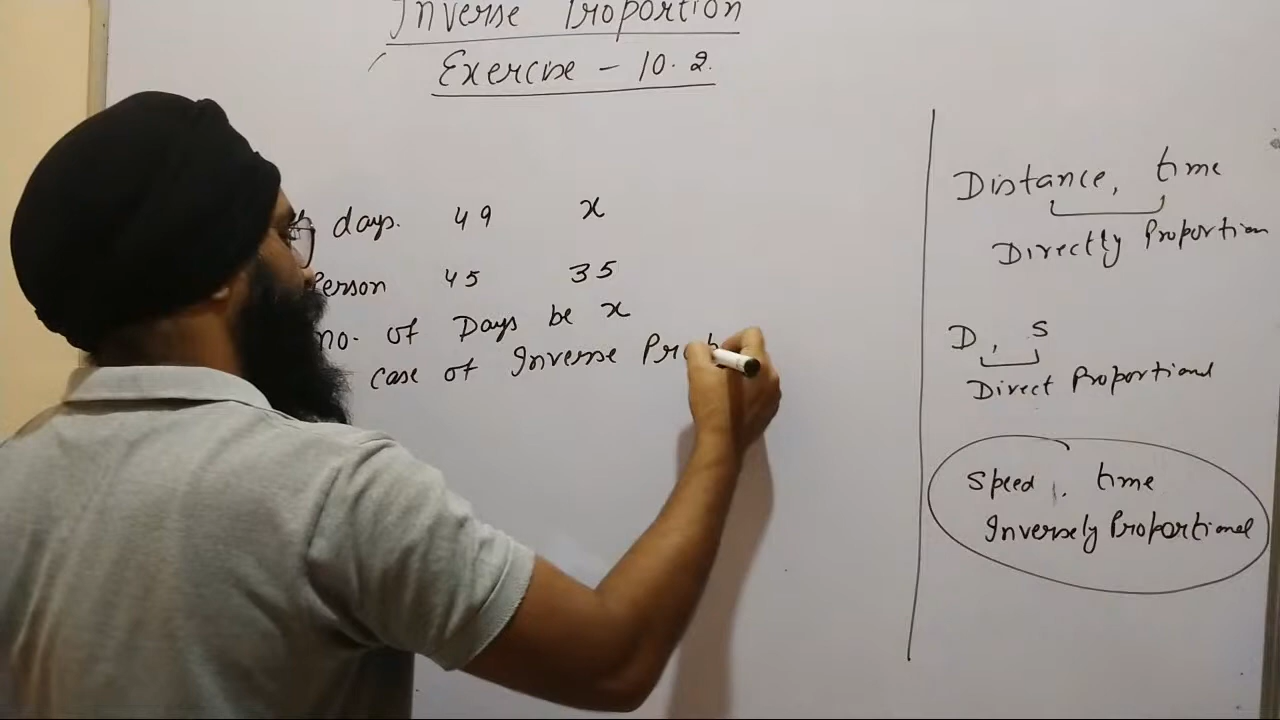 Inverse Proportion
Exercise - 10.2.
days. 49 x
Person 45 35
no. of Days be x
case of Inverse Prop
Distance, time
Directly Proportion
D, S
Direct Proportional
Speed, time
Inversely Proportional